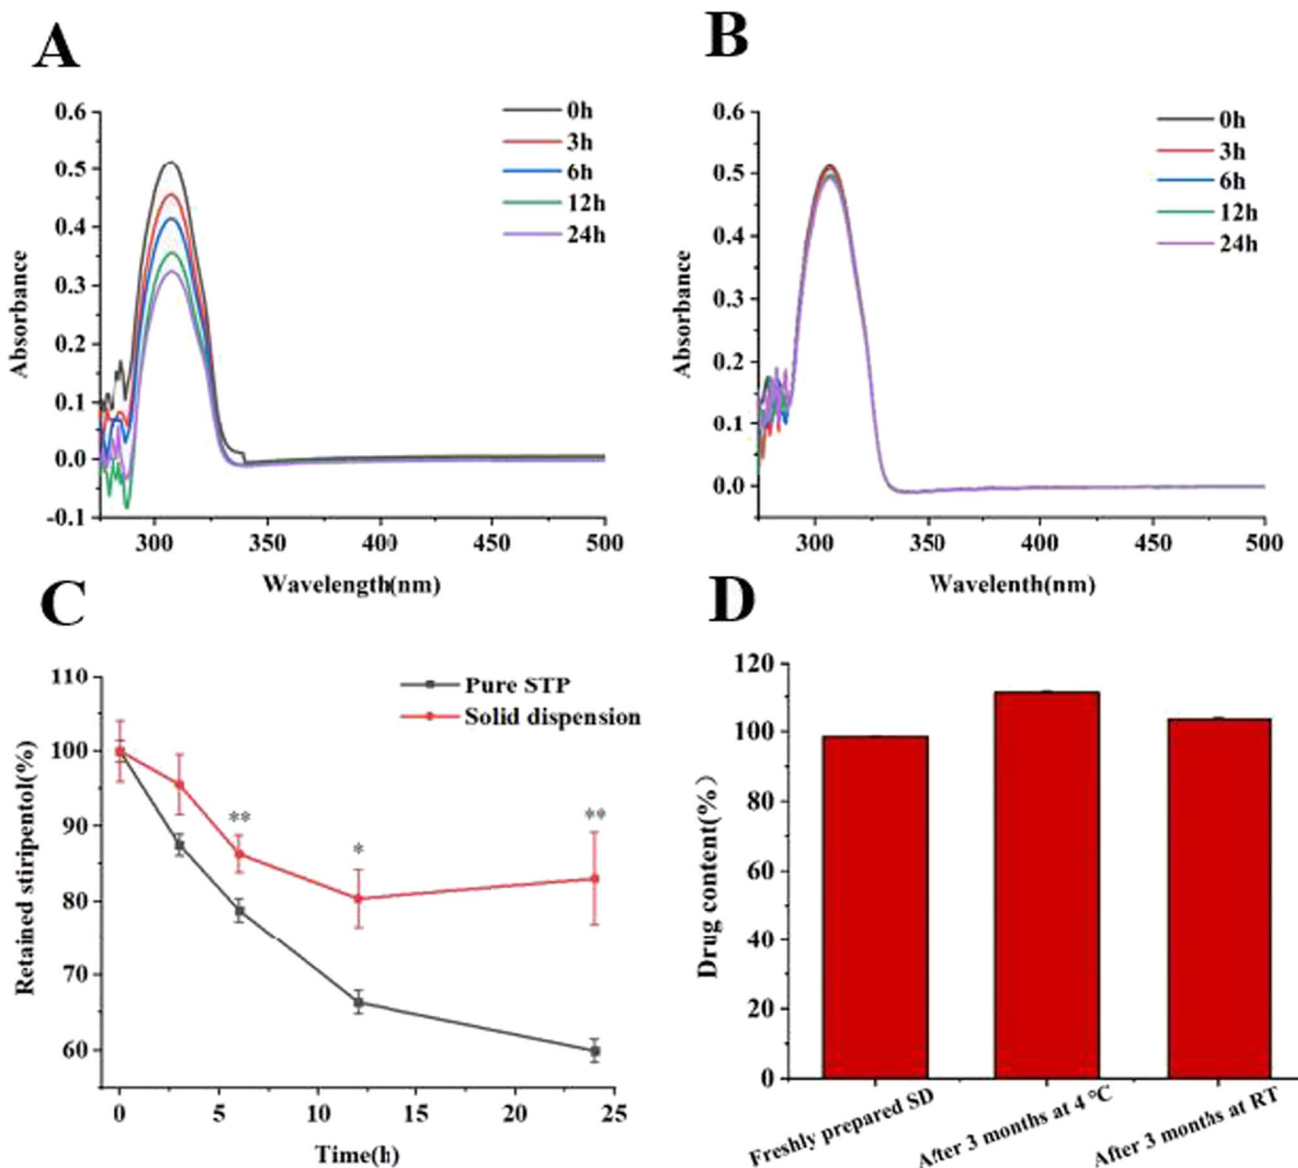 A
0.6
0.5
0.4
0.3
0.2
0.1
0.0
-0.1
Absorbance
300
350
400
450
500
Wavelength(nm)
0h
3h
6h
12h
24h
B
0.6
0.5
0.4
0.3
0.2
0.1
0.0
Absorbance
300
350
400
450
500
Wavelenth(nm)
0h
3h
6h
12h
24h
C
110
100
90
80
70
60
Retained stiripentol(%)
0
5
10
15
20
25
Time(h)
Pure STP
Solid dispension
**
*
**
D
120
100
80
60
40
20
0
Drug content(%)
Freshly prepared SD
After 3 months at 4 °C
After 3 months at RT